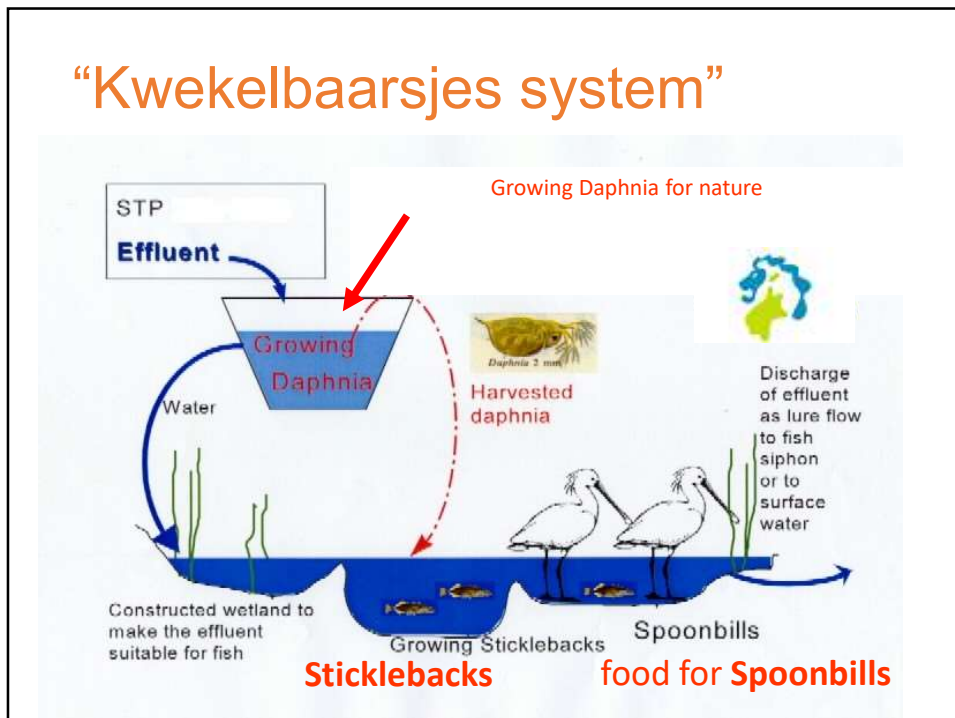 “Kwekelbaarsjes system”
Growing Daphnia for nature
STP
Effluent
Growing
Daphnia
Water
Daphnia 2 mm
Harvested
daphnia
Discharge
of effluent
as lure flow
to fish
siphon
or to
surface
water
Constructed wetland to
make the effluent
suitable for fish
Growing Sticklebacks
Spoonbills
Sticklebacks
food for Spoonbills